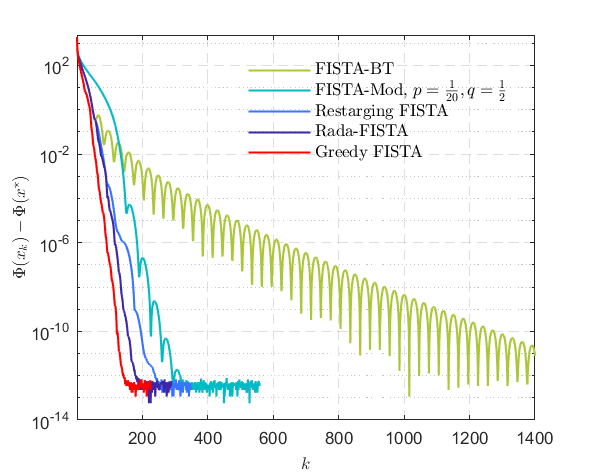 10^2
10^-2
10^-6
10^-10
10^-14
Φ(x_k) − Φ(x*)
FISTA-BT
FISTA-Mod, p = 1/20, q = 1/2
Restarging FISTA
Rada-FISTA
Greedy FISTA
200 400 600 800 1000 1200 1400
k